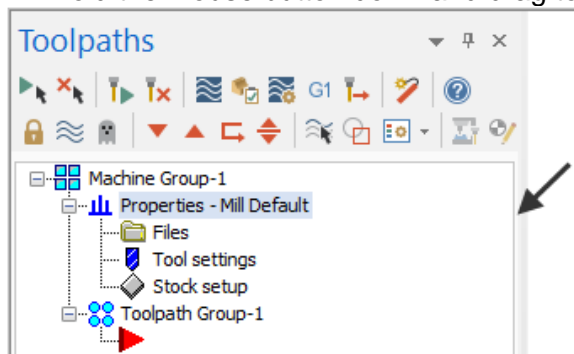 Toolpaths
G1
Machine Group-1
Properties - Mill Default
Files
Tool settings
Stock setup
Toolpath Group-1